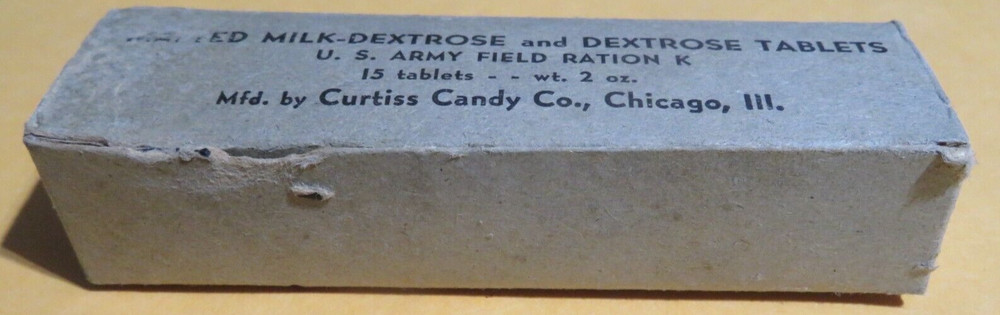 MILK-DEXTROSE and DEXTROSE TABLETS
U. S. ARMY FIELD RATION K
15 tablets - - wt. 2 oz.
Mfd. by Curtiss Candy Co., Chicago, Ill.